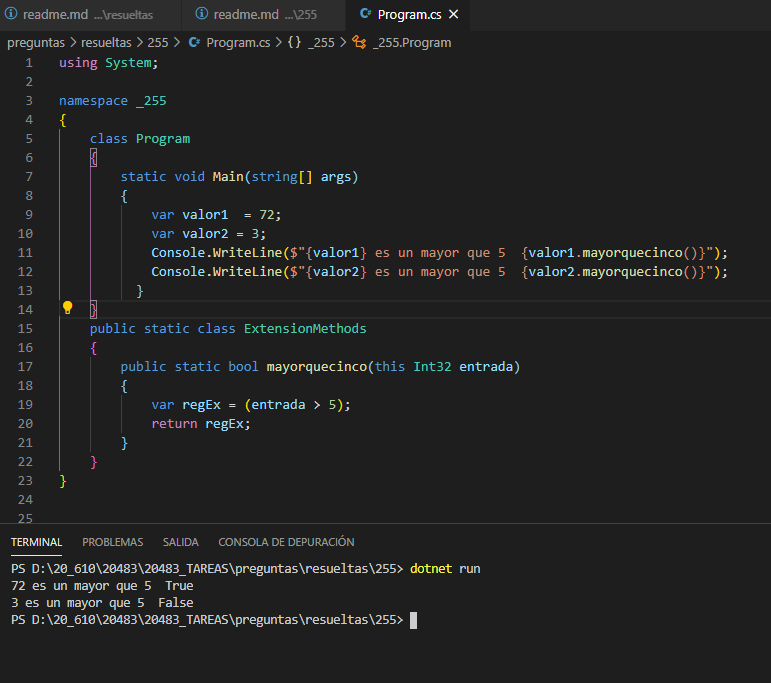 readme.md ...\resueltas readme.md ...\255 C# Program.cs ×
preguntas > resueltas > 255 > C# Program.cs > {} _255 > _255.Program
1 using System;
2
3 namespace _255
4 {
5 class Program
6 {
7 static void Main(string[] args)
8 {
9 var valor1  = 72;
10 var valor2 = 3;
11 Console.WriteLine($"{valor1} es un mayor que 5  {valor1.mayorquecinco()}");
12 Console.WriteLine($"{valor2} es un mayor que 5  {valor2.mayorquecinco()}");
13 }
14 }
15 public static class ExtensionMethods
16 {
17 public static bool mayorquecinco(this Int32 entrada)
18 {
19 var regEx = (entrada > 5);
20 return regEx;
21 }
22 }
23 }
24
25
TERMINAL PROBLEMAS SALIDA CONSOLA DE DEPURACIÓN
PS D:\20_610\20483\20483_TAREAS\preguntas\resueltas\255> dotnet run
72 es un mayor que 5  True
3 es un mayor que 5  False
PS D:\20_610\20483\20483_TAREAS\preguntas\resueltas\255>